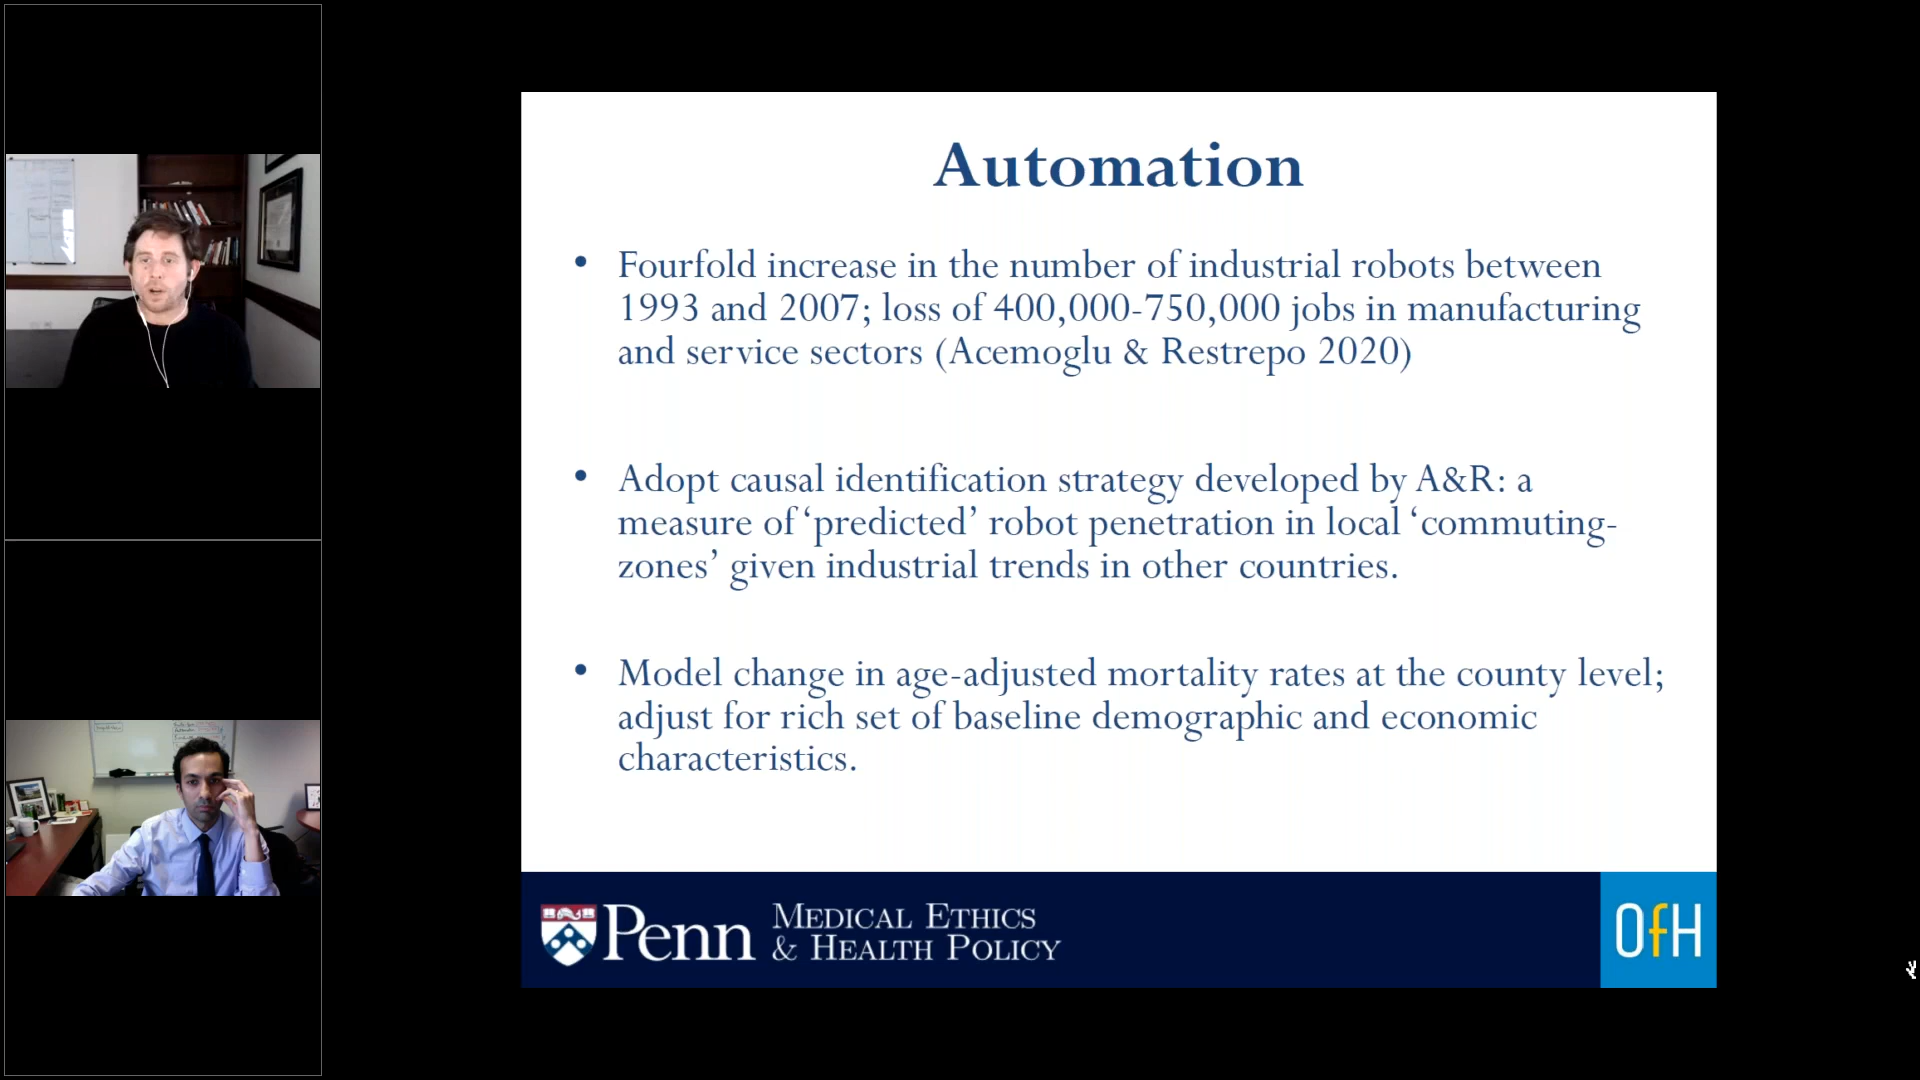 Automation
• Fourfold increase in the number of industrial robots between
1993 and 2007; loss of 400,000-750,000 jobs in manufacturing
and service sectors (Acemoglu & Restrepo 2020)
• Adopt causal identification strategy developed by A&R: a
measure of ‘predicted’ robot penetration in local ‘commuting-
zones’ given industrial trends in other countries.
• Model change in age-adjusted mortality rates at the county level;
adjust for rich set of baseline demographic and economic
characteristics.
Penn
MEDICAL ETHICS
& HEALTH POLICY
OfH